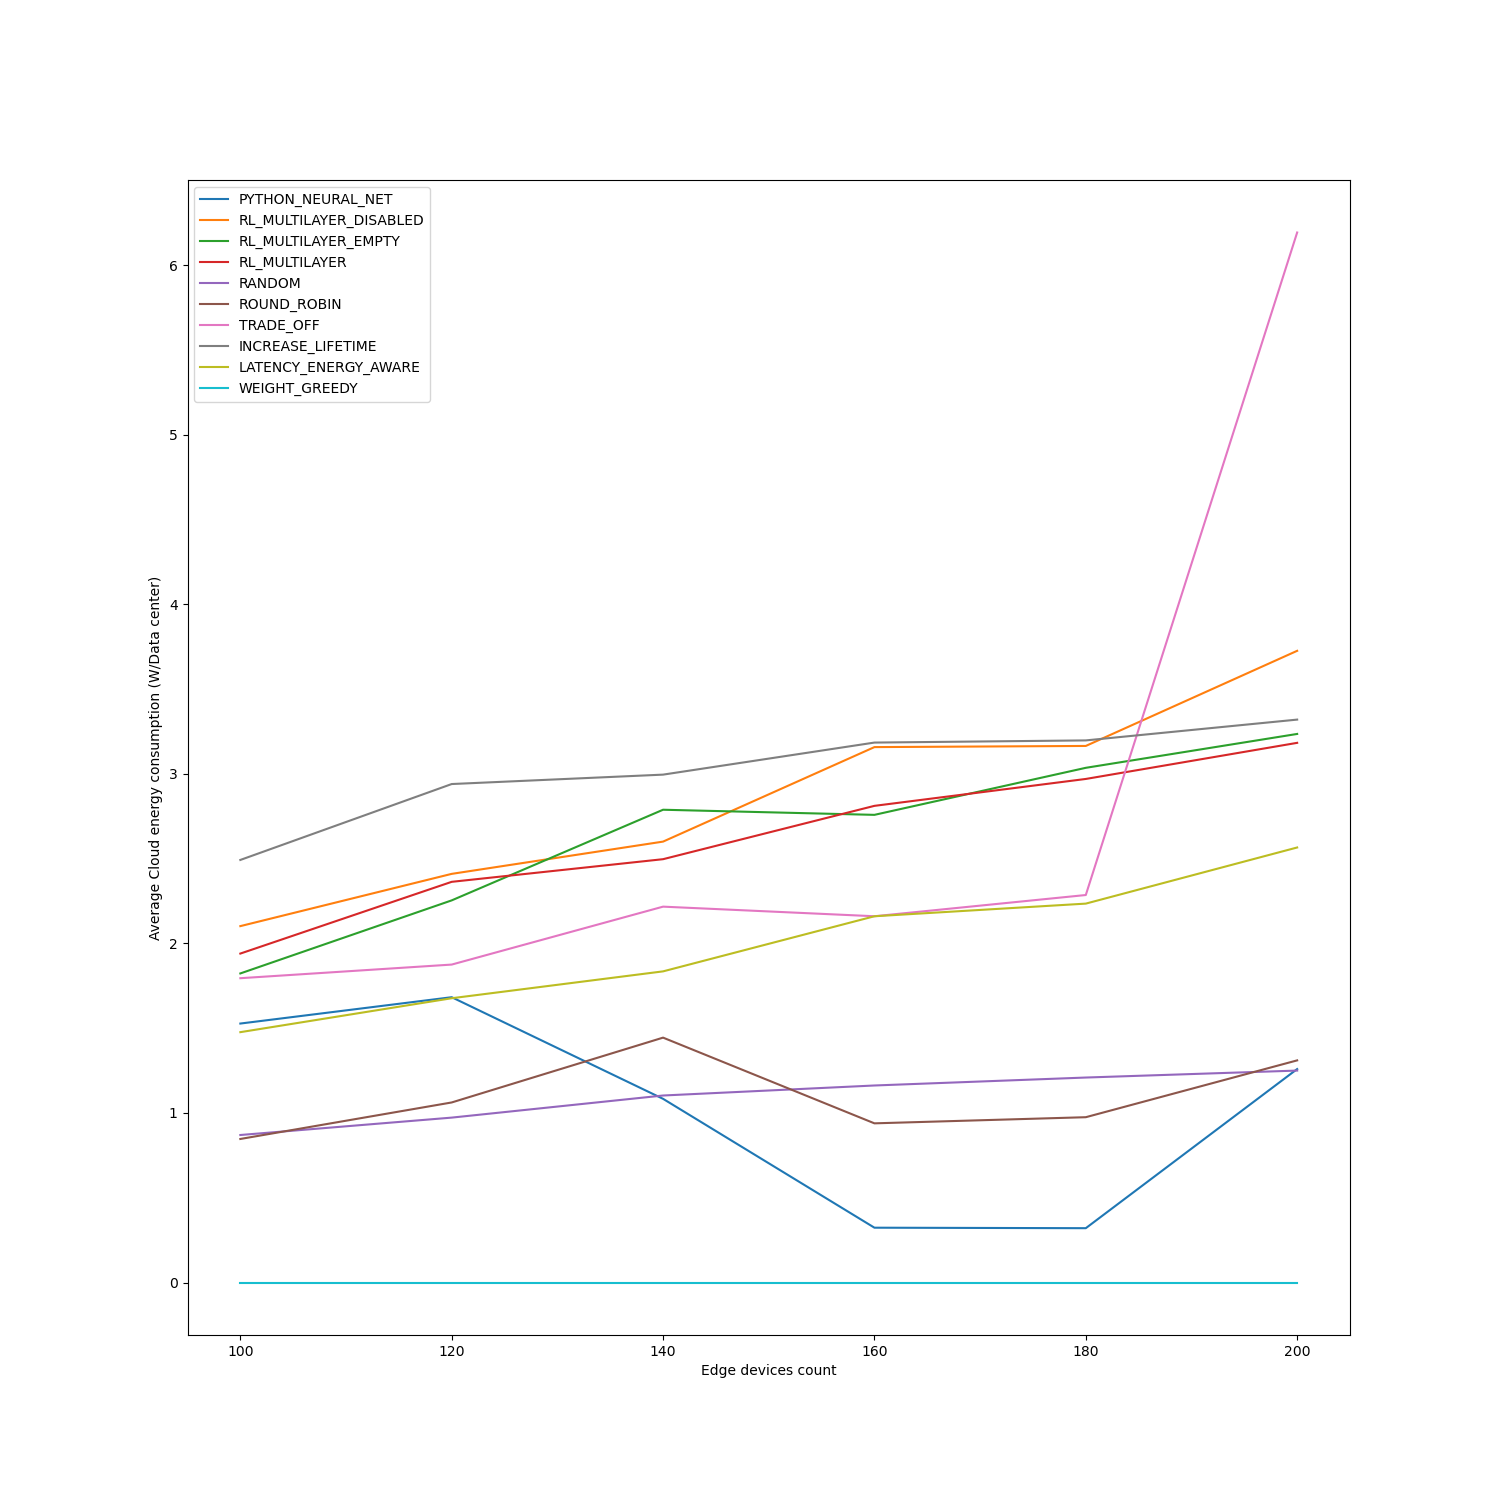 PYTHON_NEURAL_NET
RL_MULTILAYER_DISABLED
RL_MULTILAYER_EMPTY
RL_MULTILAYER
RANDOM
ROUND_ROBIN
TRADE_OFF
INCREASE_LIFETIME
LATENCY_ENERGY_AWARE
WEIGHT_GREEDY
6
5
4
3
2
1
0
Average Cloud energy consumption (W/Data center)
100 120 140 160 180 200
Edge devices count